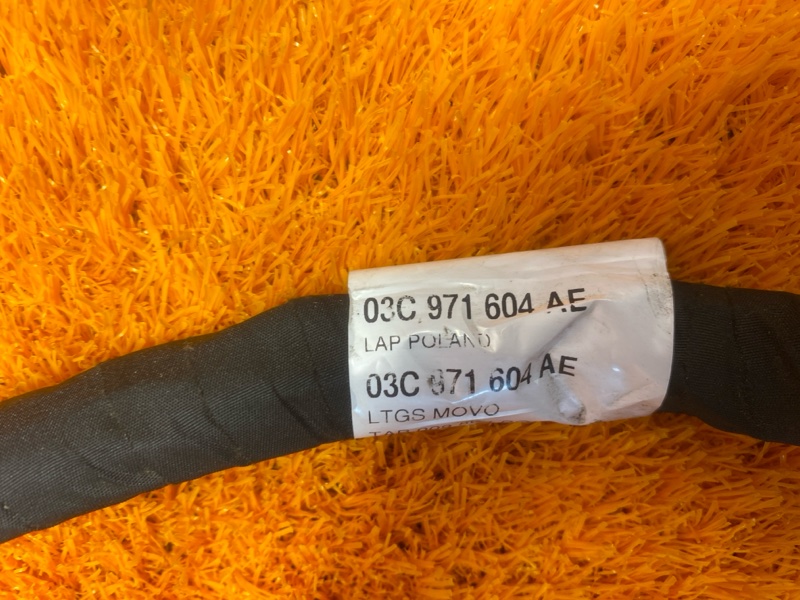 03C 971 604 AE
LAP POLAND
03C 971 604 AE
LTGS MOVO